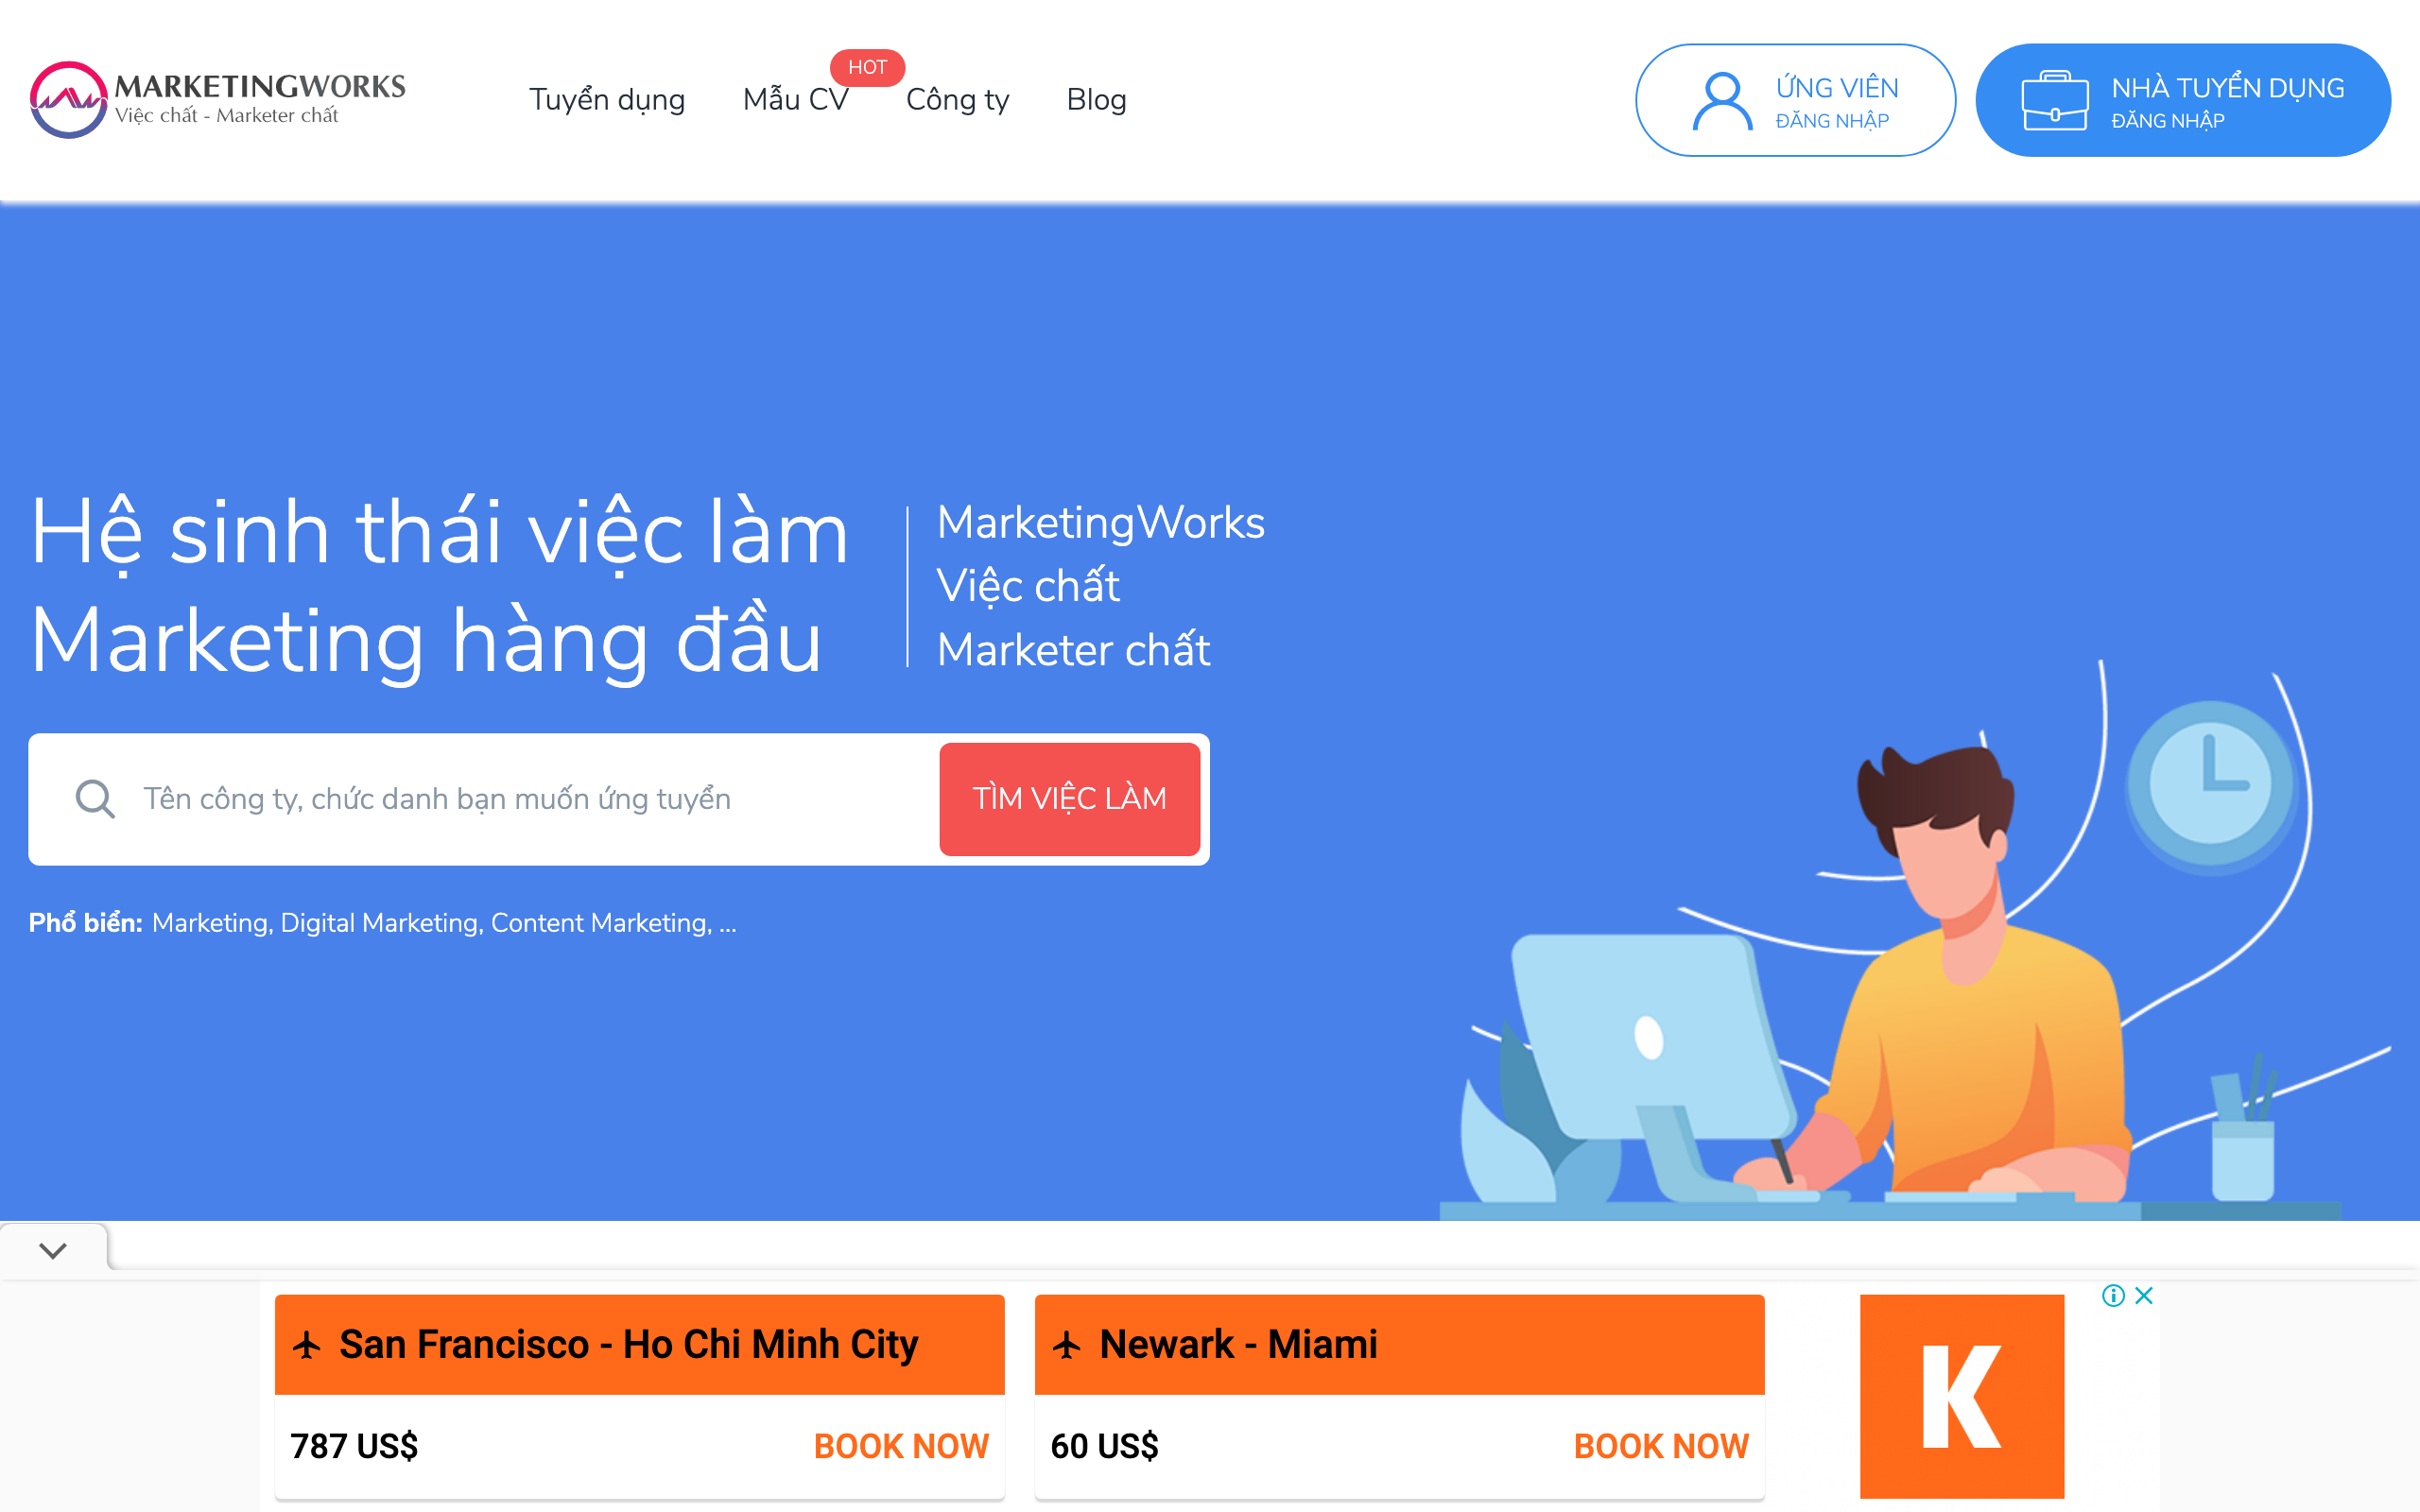 MARKETINGWORKS
Việc chất - Marketer chất
Tuyển dụng
Mẫu CV
HOT
Công ty
Blog
ỨNG VIÊN
ĐĂNG NHẬP
NHÀ TUYỂN DỤNG
ĐĂNG NHẬP
Hệ sinh thái việc làm
Marketing hàng đầu
MarketingWorks
Việc chất
Marketer chất
Tên công ty, chức danh bạn muốn ứng tuyển
TÌM VIỆC LÀM
Phổ biến: Marketing, Digital Marketing, Content Marketing, ...
San Francisco - Ho Chi Minh City
787 US$
BOOK NOW
Newark - Miami
60 US$
BOOK NOW
K